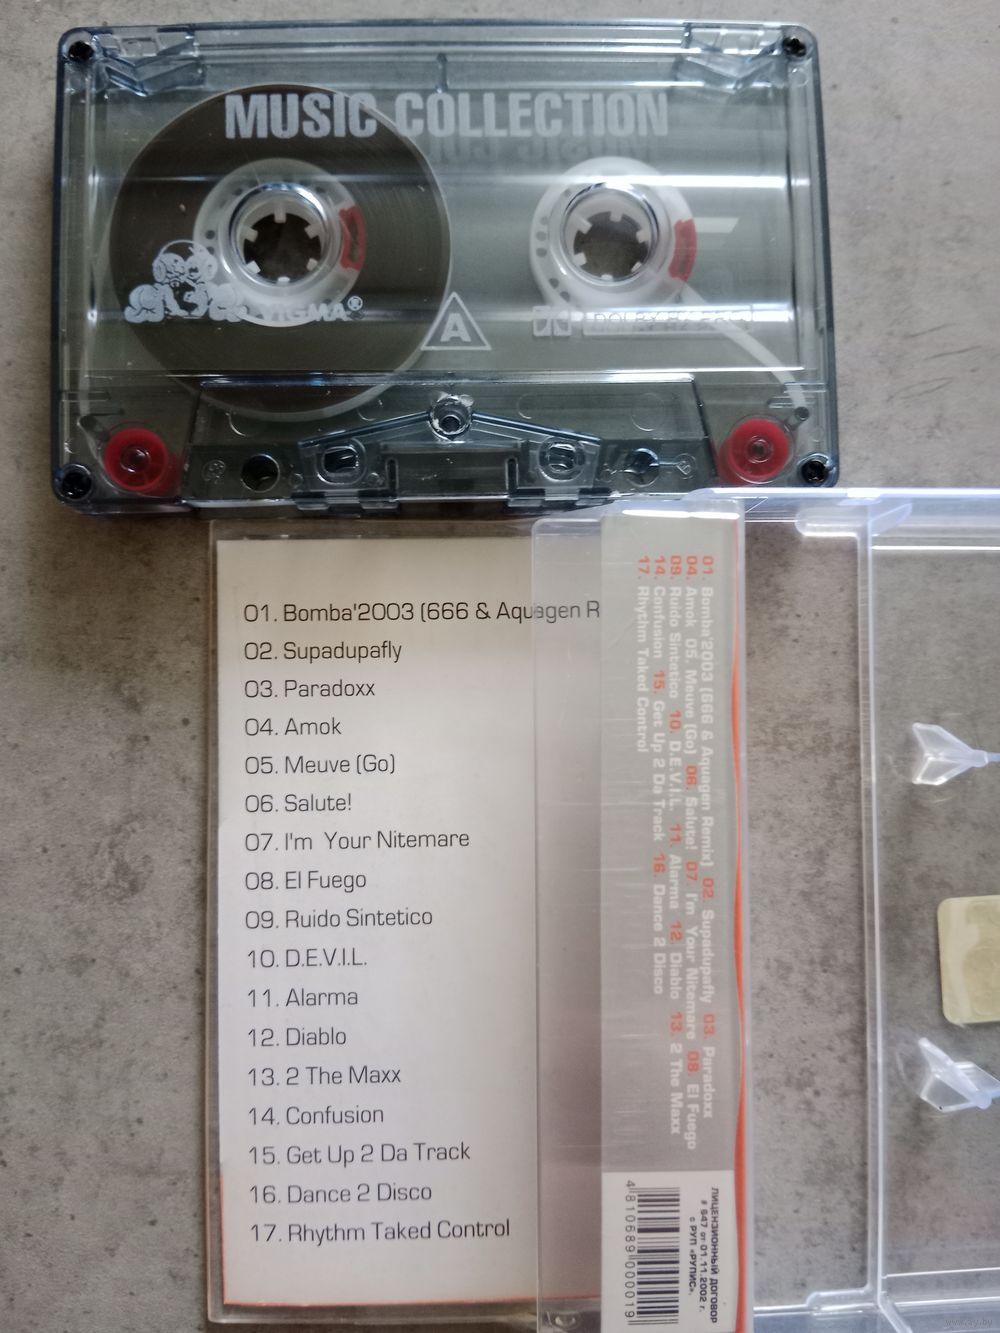 MUSIC COLLECTION
VIGMA®
A
01. Bomba'2003 (666 & Aquagen R
02. Supadupafly
03. Paradoxx
04. Amok
05. Meuve (Go)
06. Salute!
07. I'm  Your Nitemare
08. El Fuego
09. Ruido Sintetico
10. D.E.V.I.L.
11. Alarma
12. Diablo
13. 2 The Maxx
14. Confusion
15. Get Up 2 Da Track
16. Dance 2 Disco
17. Rhythm Taked Control
01. Bomba'2003 (666 & Aquagen Remix) 02. Supadupafly 03. Paradoxx
04. Amok 05. Meuve (Go) 06. Salute! 07. I'm Your Nitemare 08. El Fuego
09. Ruido Sintetico 10. D.E.V.I.L. 11. Alarma 12. Diablo 13. 2 The Maxx
14. Confusion 15. Get Up 2 Da Track 16. Dance 2 Disco
17. Rhythm Taked Control
ЛИЦЕНЗИОННЫЙ ДОГОВОР
# 647 от 01.11.2002 г.
с РУП «РУПИС».
4 810689 000019